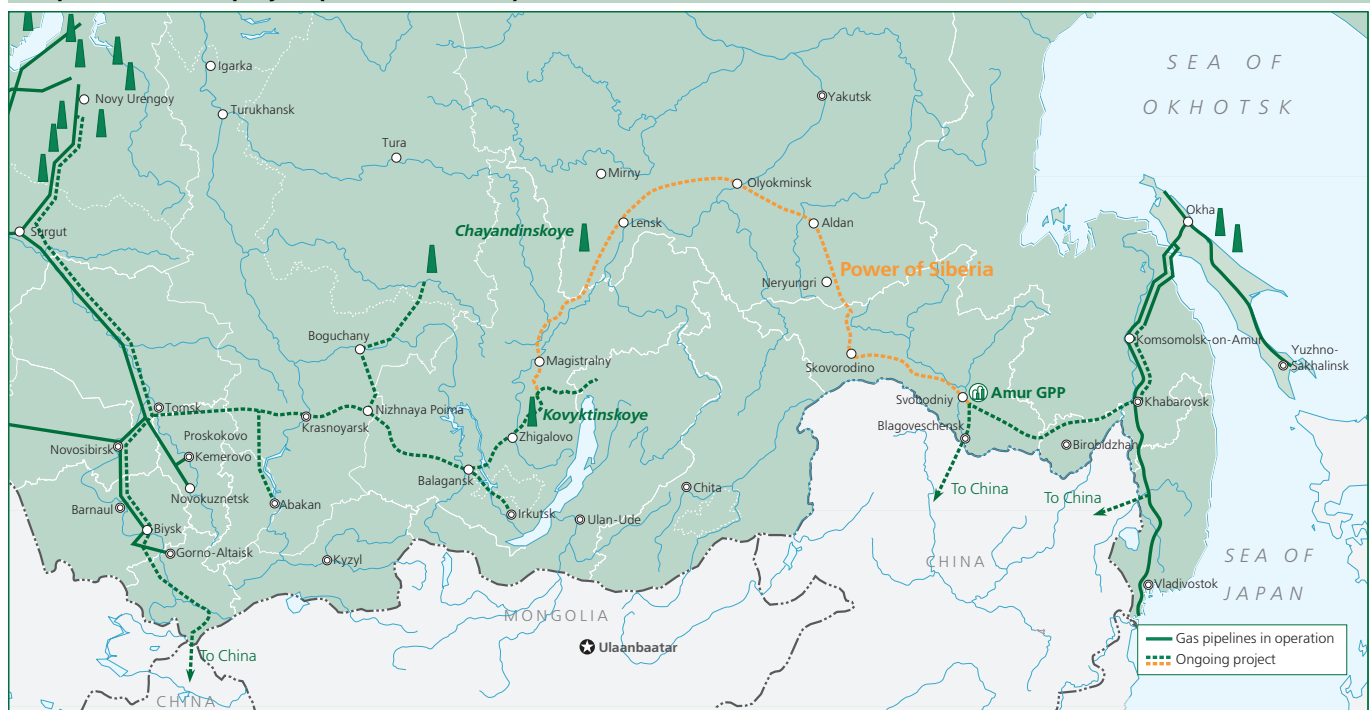 SEA OF
OKHOTSK
Igarka
Novy Urengoy
Turukhansk
Yakutsk
Tura
Mirny
Olyokminsk
Okha
Surgut
Chayandinskoye
Lensk
Aldan
Power of Siberia
Neryungri
Boguchany
Komsomolsk-on-Amur
Magistralny
Skovorodino
Yuzhno-
Sakhalinsk
Amur GPP
Svobodniy
Tomsk
Nizhnaya Poima
Kovyktinskoye
Khabarovsk
Krasnoyarsk
Blagoveschensk
Proskokovo
Zhigalovo
Birobidzhan
Novosibirsk
Kemerovo
Balagansk
Novokuznetsk
Chita
To China
To China
Abakan
Barnaul
Irkutsk
Ulan-Ude
Biysk
Gorno-Altaisk
Kyzyl
CHINA
SEA OF
JAPAN
Vladivostok
MONGOLIA
Ulaanbaatar
To China
CHINA
Gas pipelines in operation
Ongoing project